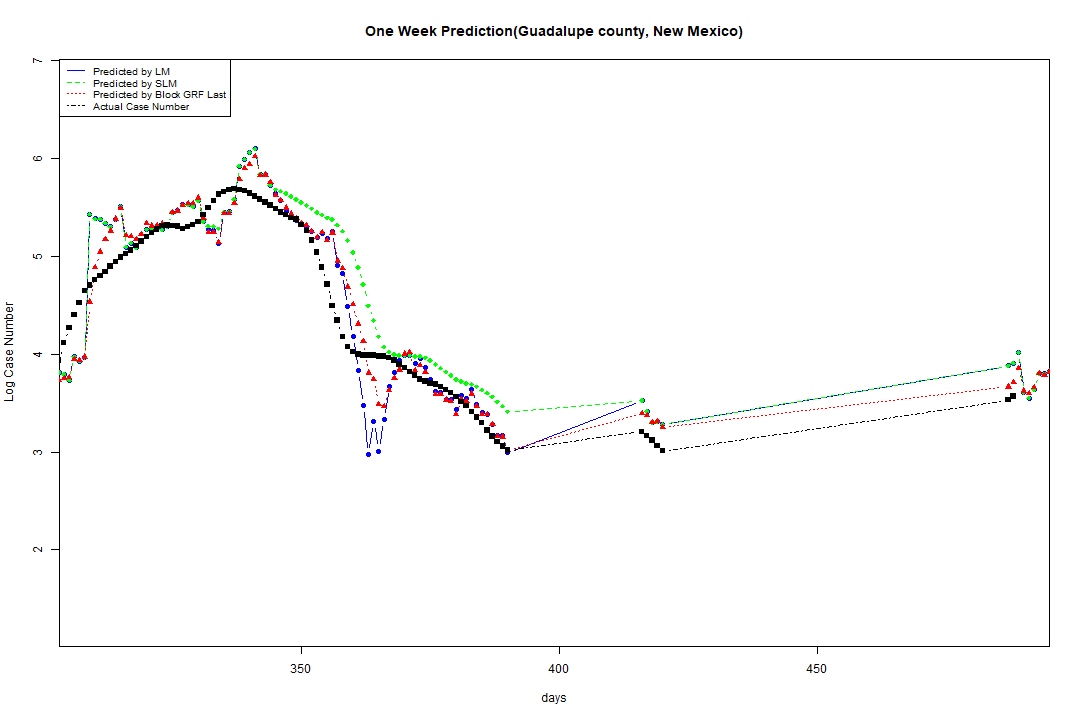 One Week Prediction(Guadalupe county, New Mexico)
Predicted by LM
Predicted by SLM
Predicted by Block GRF Last
Actual Case Number
7
6
5
4
3
2
Log Case Number
350 400 450
days